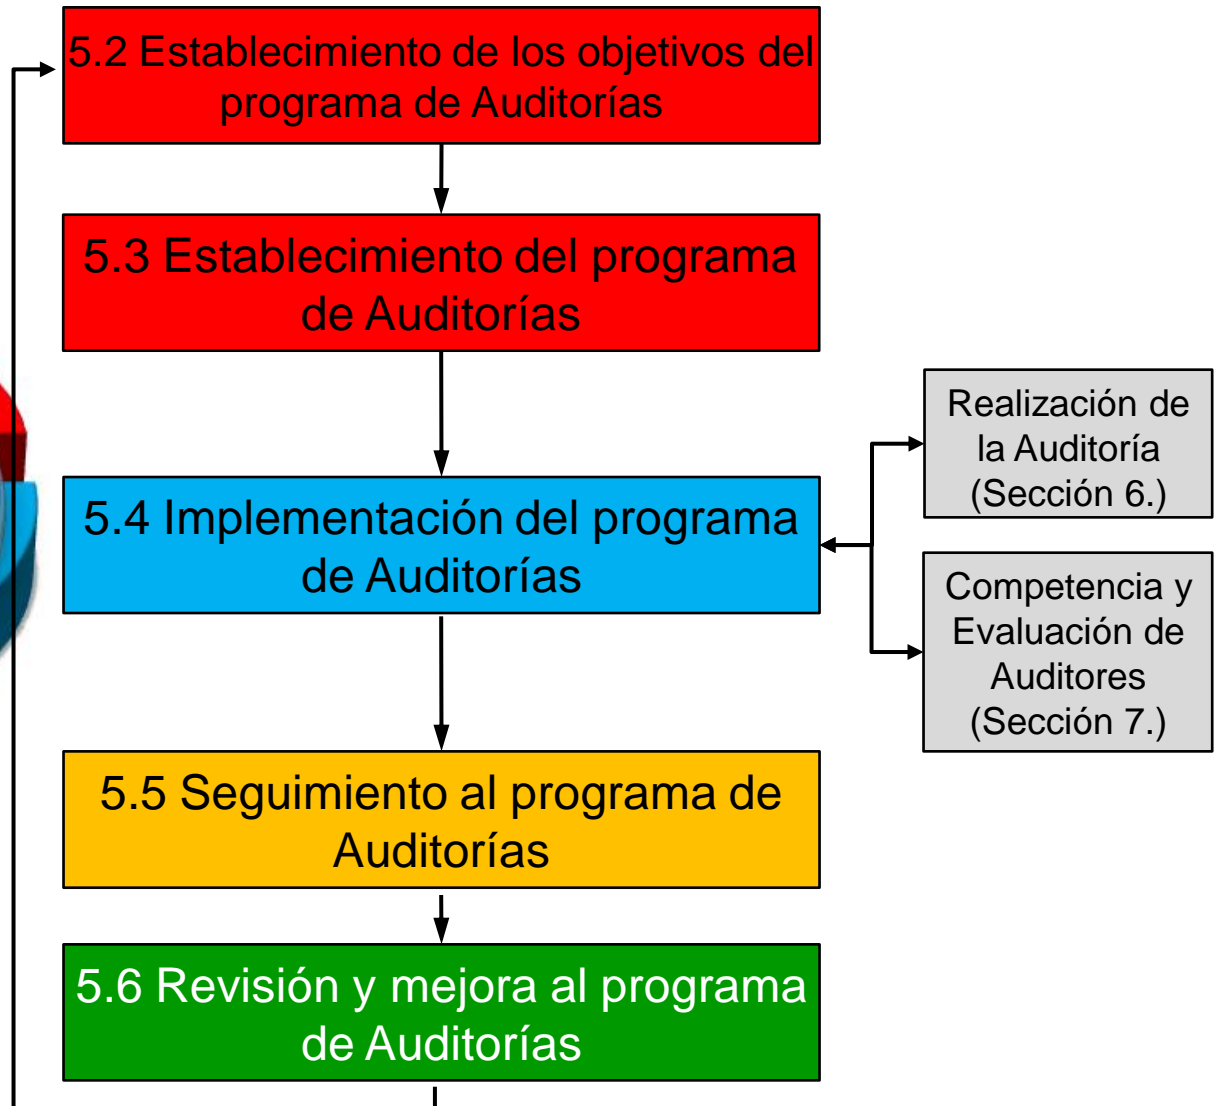 5.2 Establecimiento de los objetivos del
programa de Auditorías
5.3 Establecimiento del programa
de Auditorías
5.4 Implementación del programa
de Auditorías
Realización de
la Auditoría
(Sección 6.)
Competencia y
Evaluación de
Auditores
(Sección 7.)
5.5 Seguimiento al programa de
Auditorías
5.6 Revisión y mejora al programa
de Auditorías